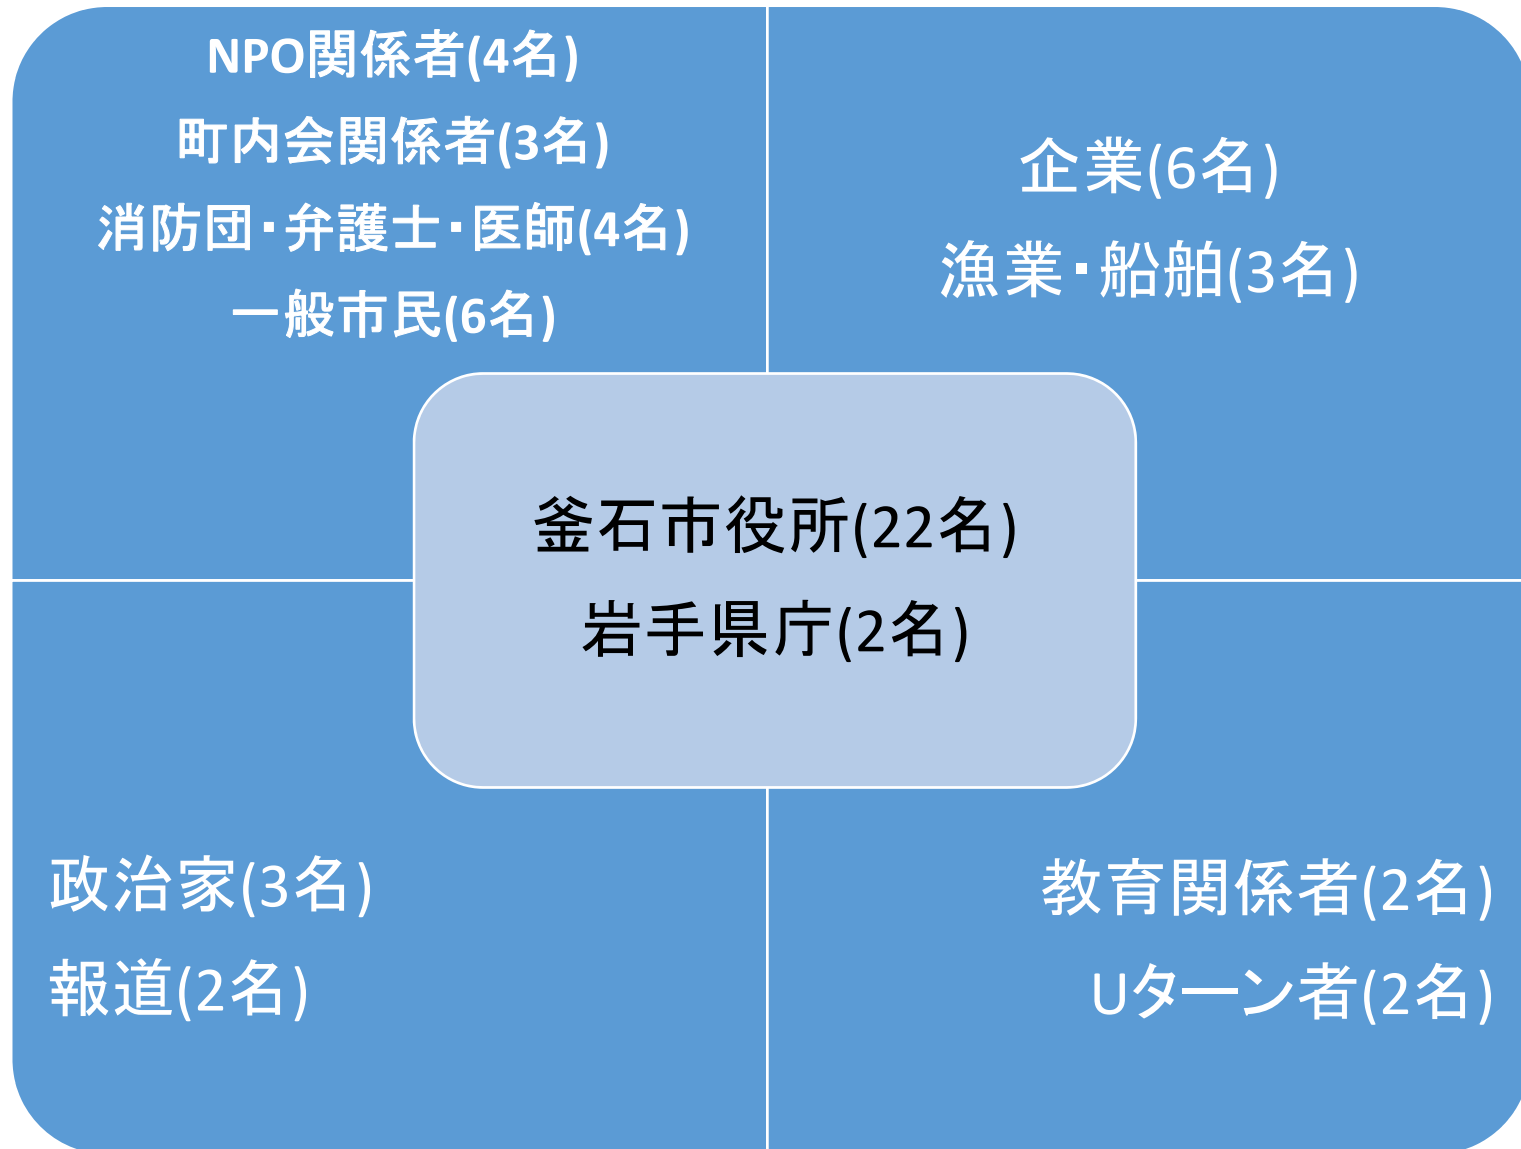 NPO関係者(4名)
町内会関係者(3名)
消防団・弁護士・医師(4名)
一般市民(6名)
企業(6名)
漁業・船舶(3名)
釜石市役所(22名)
岩手県庁(2名)
政治家(3名)
報道(2名)
教育関係者(2名)
Uターン者(2名)